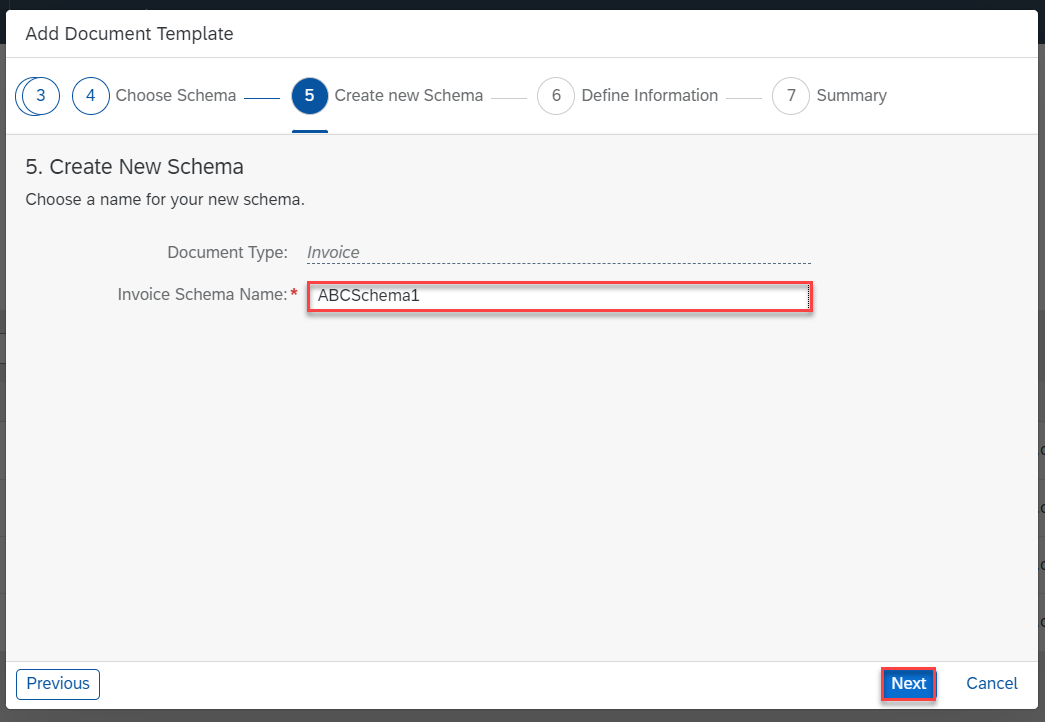 Add Document Template
3 4 Choose Schema 5 Create new Schema 6 Define Information 7 Summary
5. Create New Schema
Choose a name for your new schema.
Document Type: Invoice
Invoice Schema Name:* ABCSchema1
Previous Next Cancel